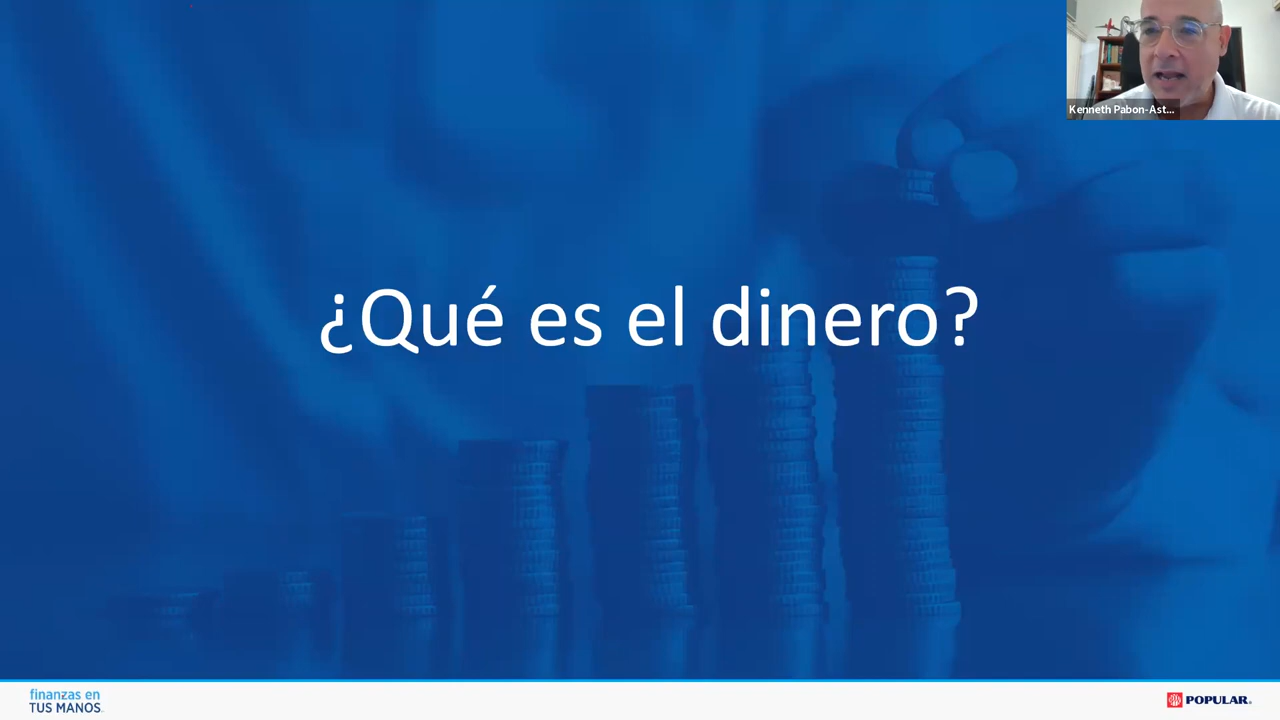 Kenneth Pabon-Ast...
¿Qué es el dinero?
finanzas en
TUS MANOS
POPULAR